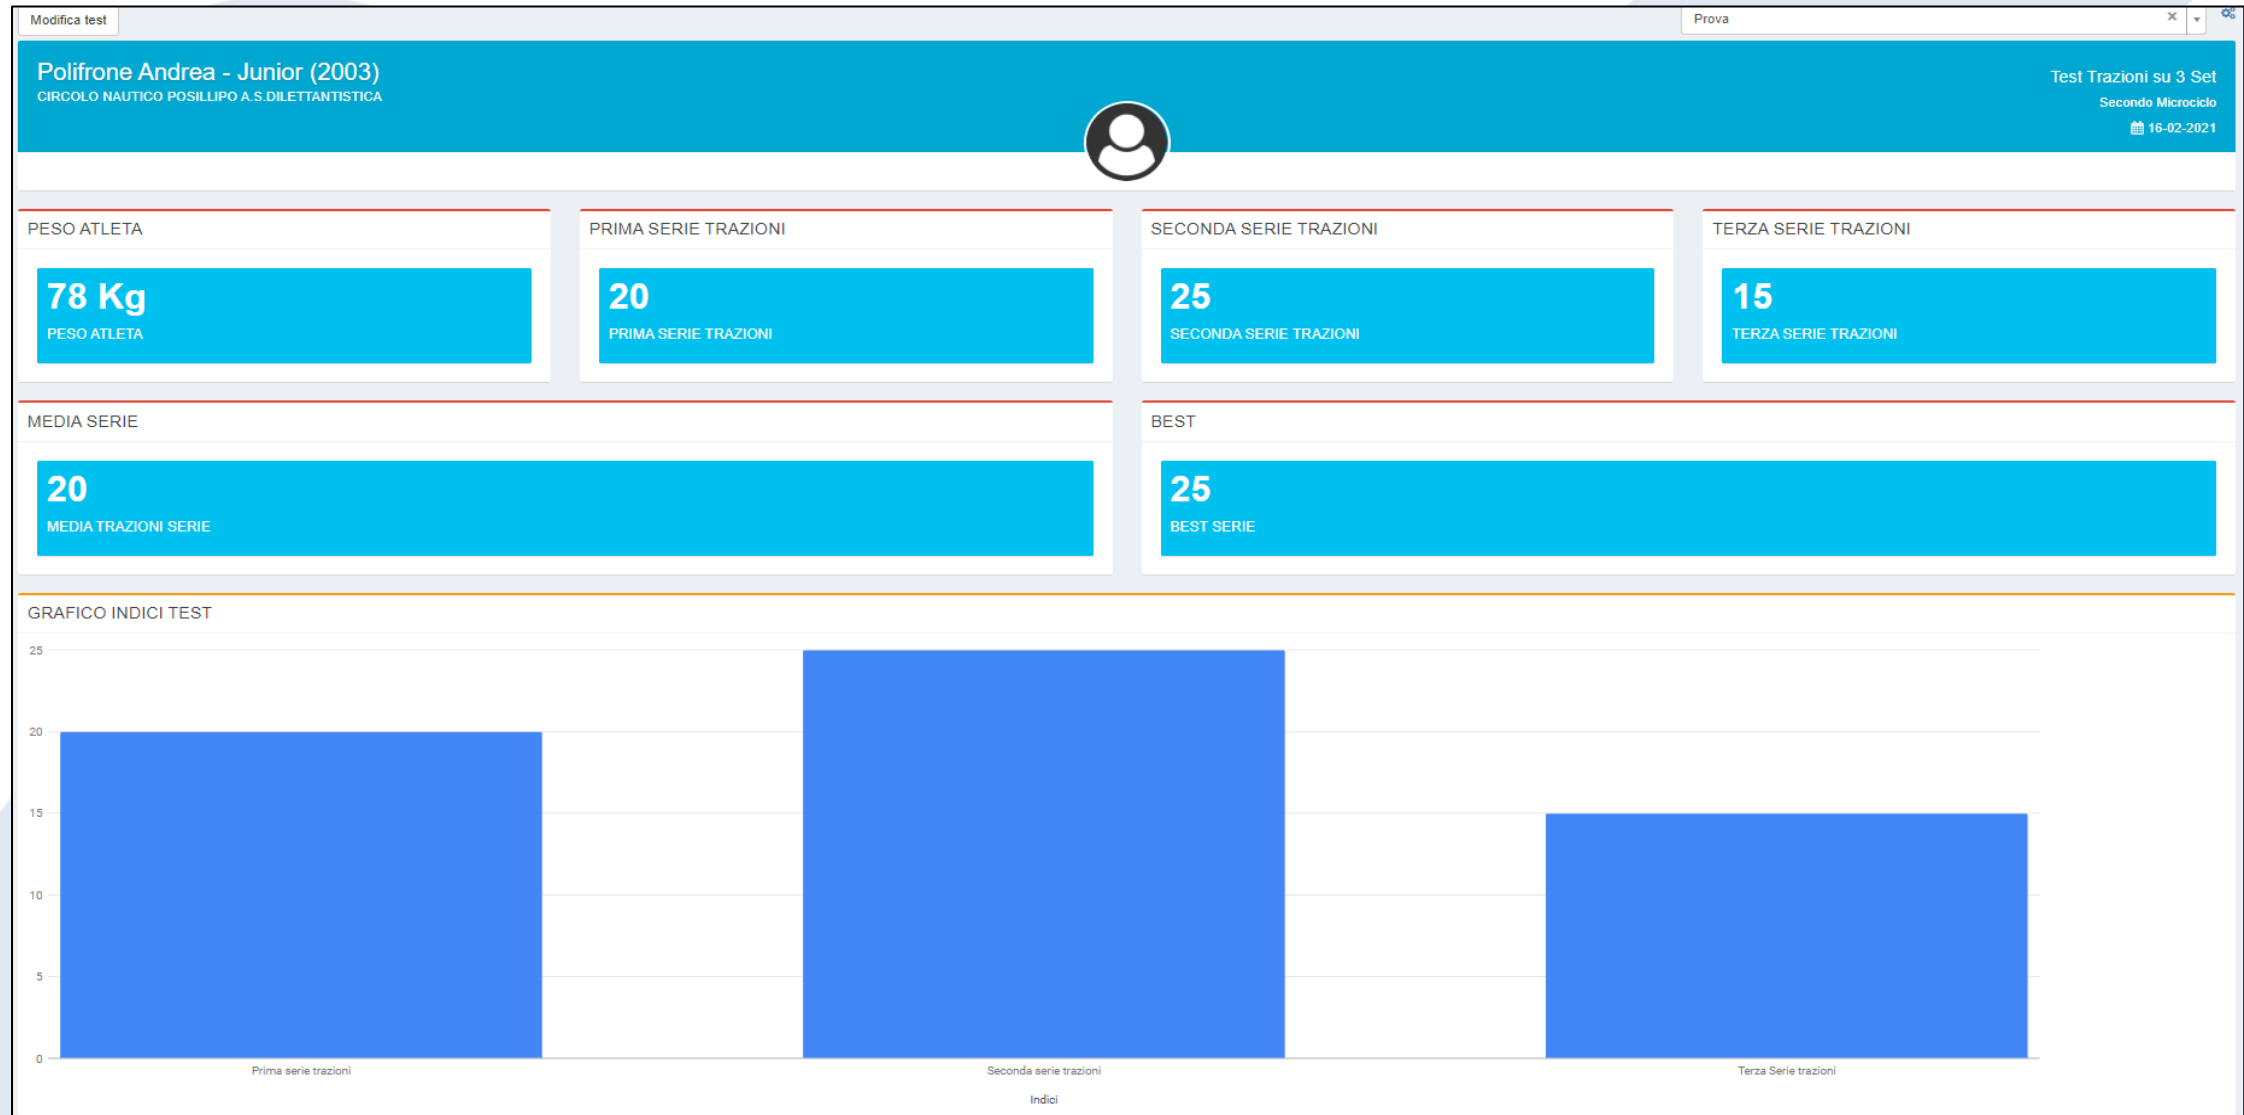 Modifica test
Prova
Polifrone Andrea - Junior (2003)
CIRCOLO NAUTICO POSILLIPO A.S.DILETTANTISTICA
Test Trazioni su 3 Set
Secondo Microciclo
16-02-2021
PESO ATLETA
78 Kg
PESO ATLETA
PRIMA SERIE TRAZIONI
20
PRIMA SERIE TRAZIONI
SECONDA SERIE TRAZIONI
25
SECONDA SERIE TRAZIONI
TERZA SERIE TRAZIONI
15
TERZA SERIE TRAZIONI
MEDIA SERIE
20
MEDIA TRAZIONI SERIE
BEST
25
BEST SERIE
GRAFICO INDICI TEST
25
20
15
10
5
0
Prima serie trazioni
Seconda serie trazioni
Terza Serie trazioni
Indici